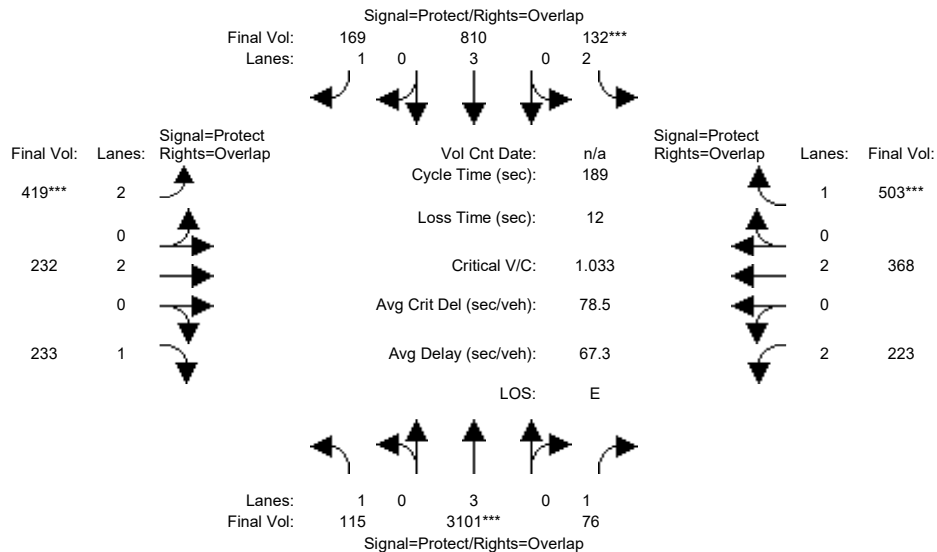 Signal=Protect/Rights=Overlap
Final Vol: 169 810 132***
Lanes: 1 0 3 0 2
Signal=Protect
Final Vol: Lanes: Rights=Overlap
Vol Cnt Date: n/a
Signal=Protect
Rights=Overlap Lanes: Final Vol:
Cycle Time (sec): 189
419*** 2
1 503***
Loss Time (sec): 12
0
0
232 2
Critical V/C: 1.033
2 368
0
Avg Crit Del (sec/veh): 78.5
0
233 1
Avg Delay (sec/veh): 67.3
2 223
LOS: E
Lanes: 1 0 3 0 1
Final Vol: 115 3101*** 76
Signal=Protect/Rights=Overlap